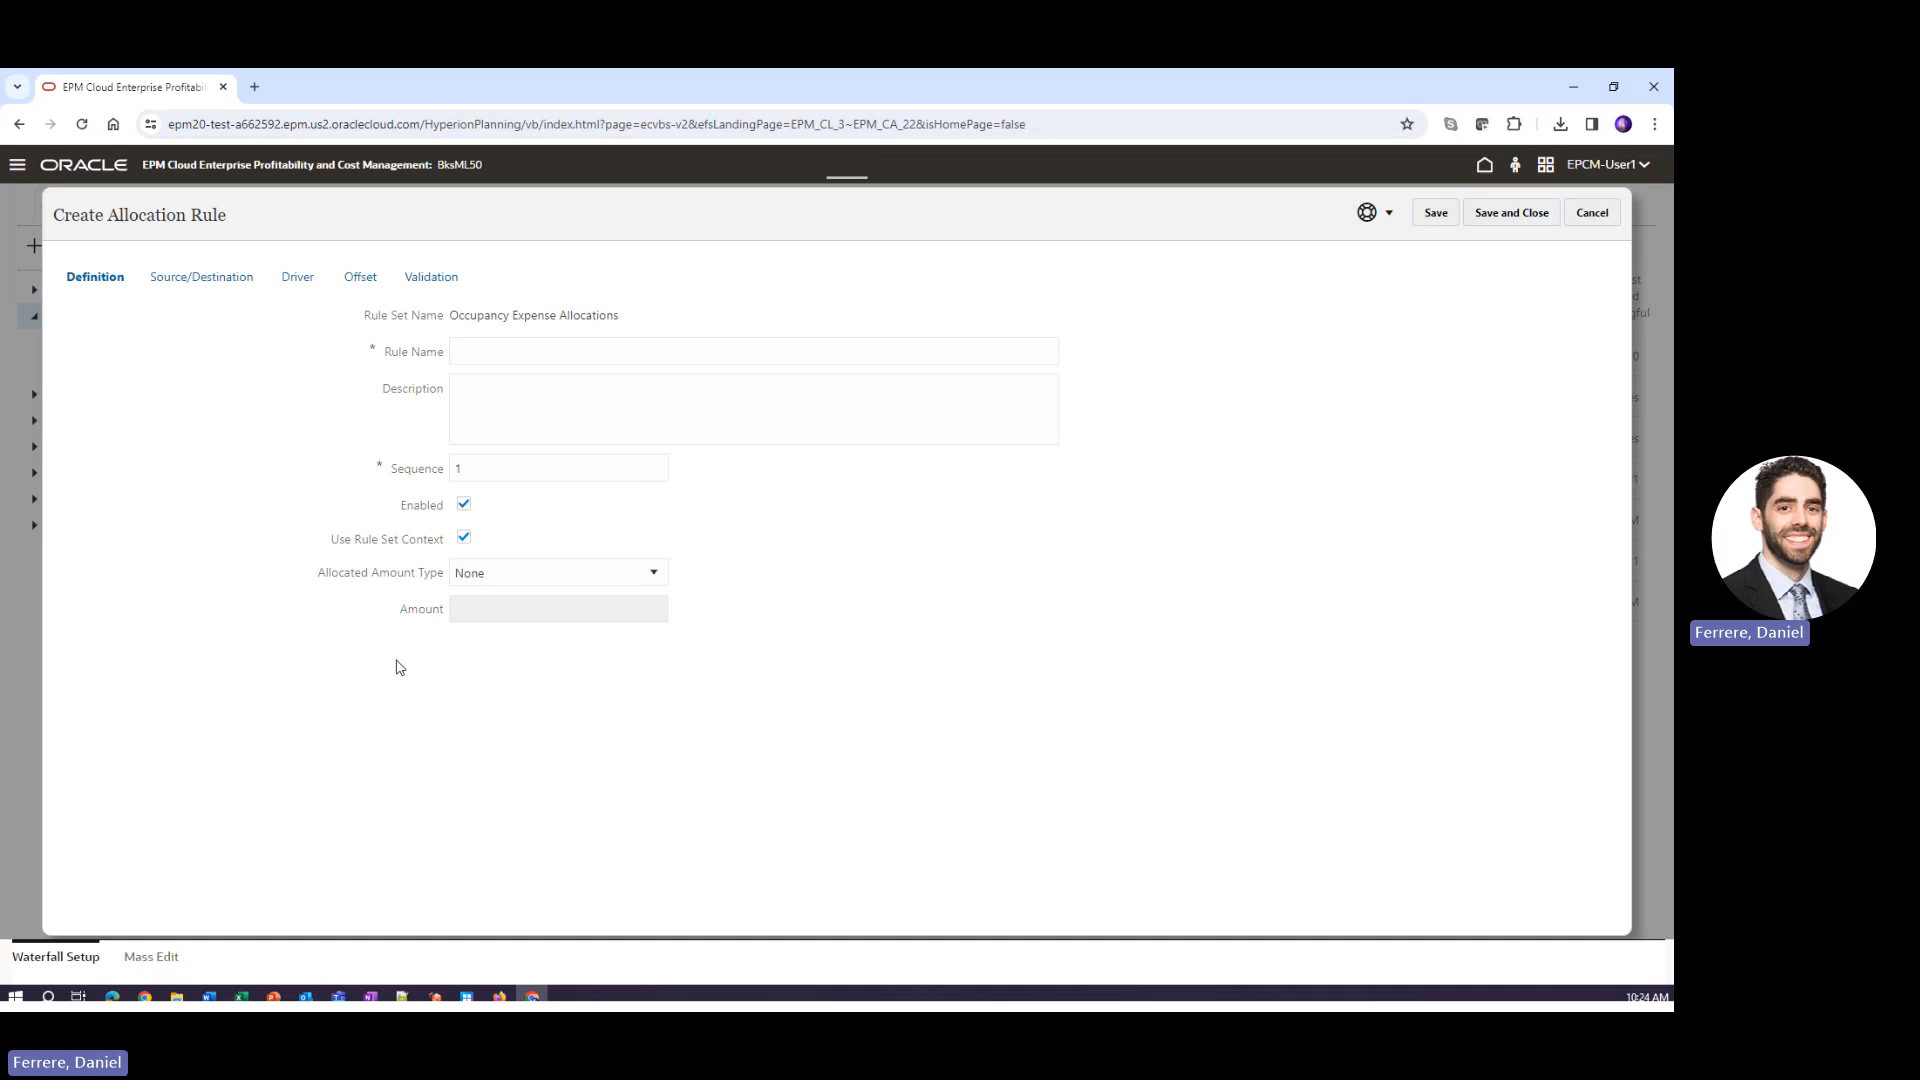 EPM Cloud Enterprise Profitabil
epm20-test-a662592.epm.us2.oraclecloud.com/HyperionPlanning/vb/index.html?page=ecvbs-v2&efsLandingPage=EPM_CL_3~EPM_CA_22&isHomePage=false
ORACLE EPM Cloud Enterprise Profitability and Cost Management: BksML50 EPCM-User1
Create Allocation Rule Save Save and Close Cancel
Definition Source/Destination Driver Offset Validation
Rule Set Name Occupancy Expense Allocations
* Rule Name
Description
* Sequence 1
Enabled
Use Rule Set Context
Allocated Amount Type None
Amount
Waterfall Setup Mass Edit
10:24 AM
Ferrere, Daniel
Ferrere, Daniel